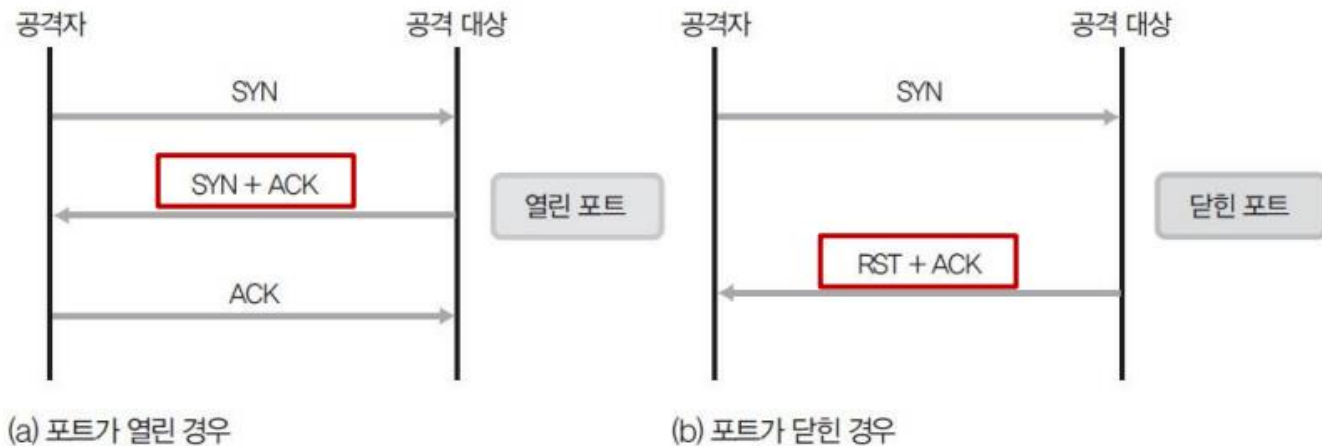 공격자
공격 대상
SYN
SYN + ACK
열린 포트
ACK
(a) 포트가 열린 경우
공격자
공격 대상
SYN
닫힌 포트
RST + ACK
(b) 포트가 닫힌 경우